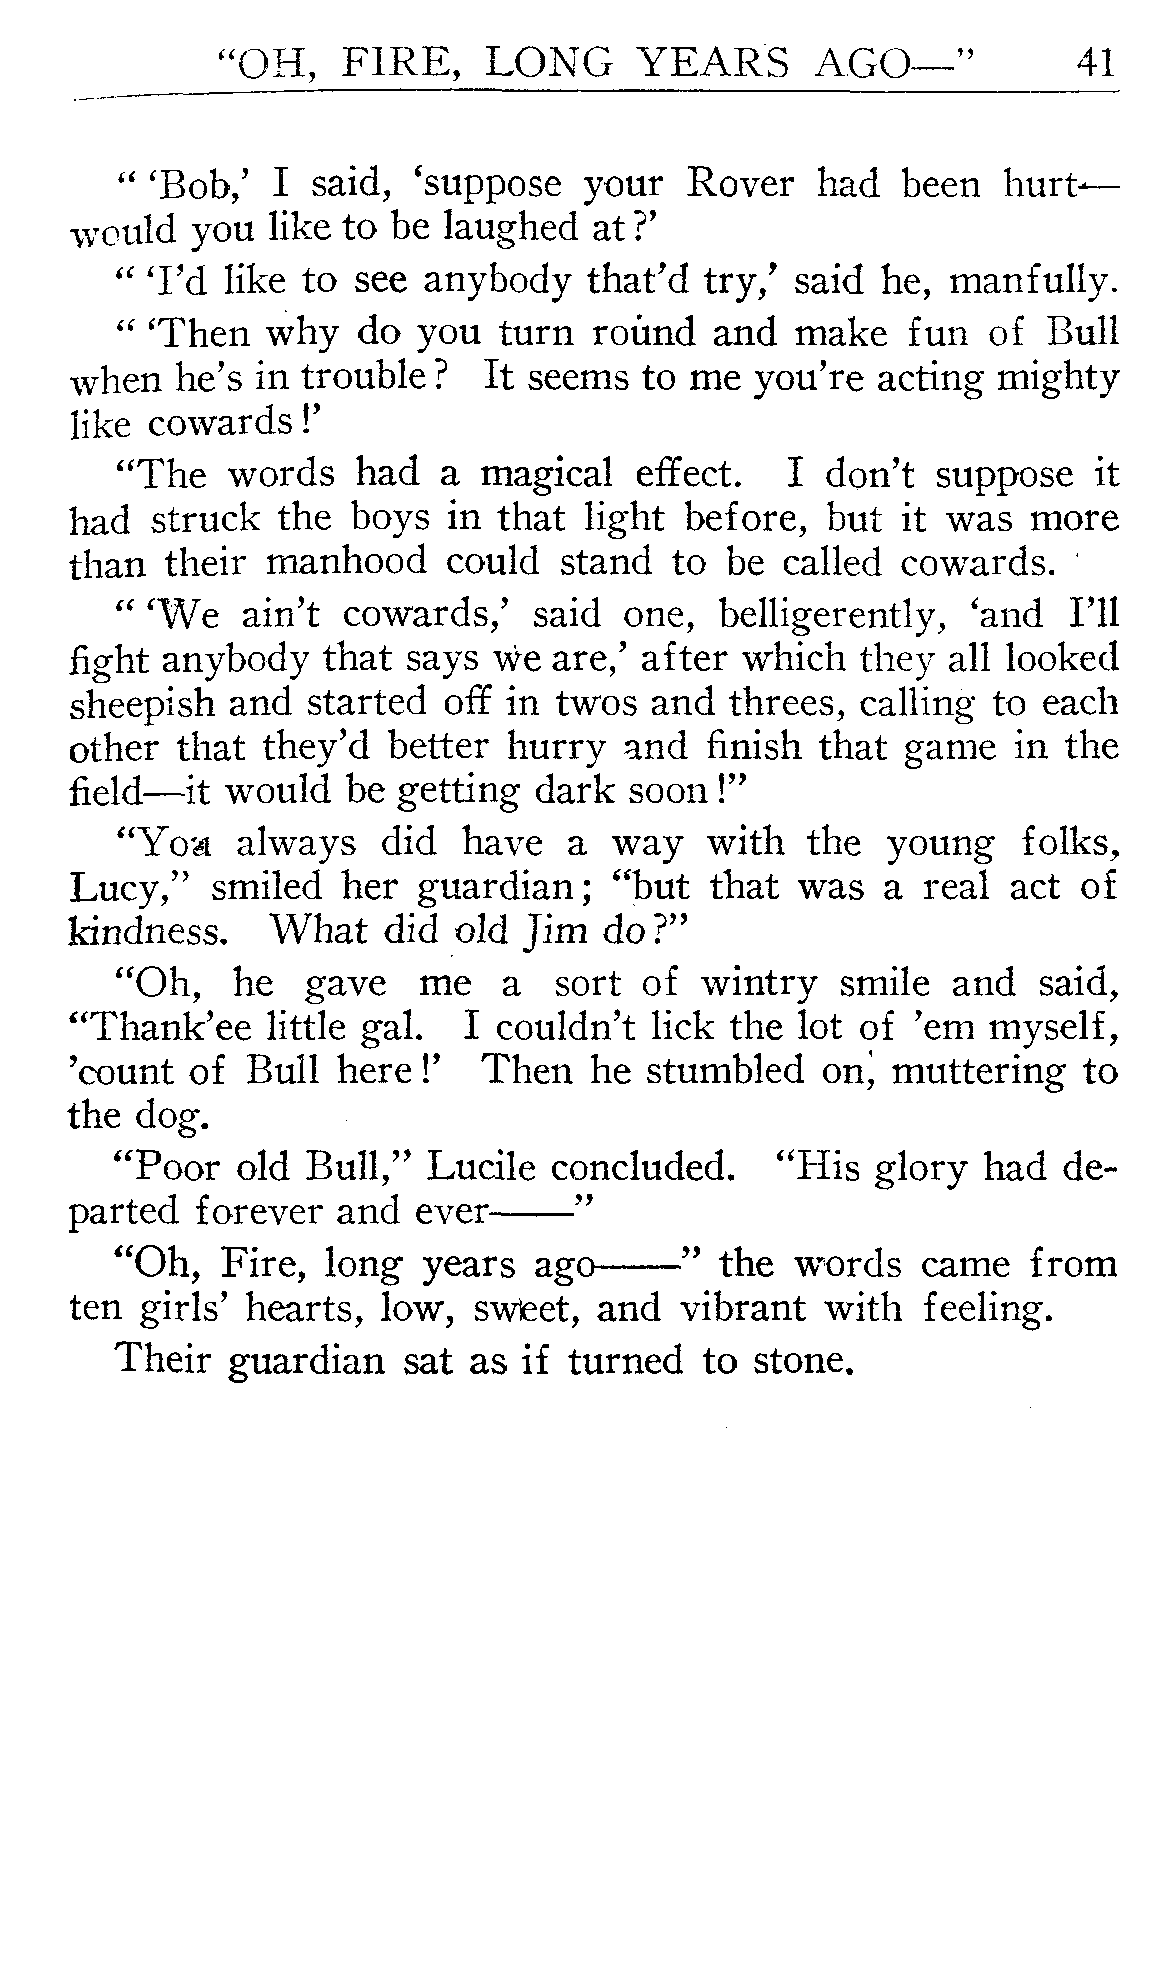 “OH, FIRE, LONG YEARS AGO—” 41
“ ‘Bob,’ I said, ‘suppose your Rover had been hurt—
would you like to be laughed at?’
“ ‘I’d like to see anybody that’d try,’ said he, manfully.
“ ‘Then why do you turn round and make fun of Bull
when he’s in trouble? It seems to me you’re acting mighty
like cowards!’
“The words had a magical effect. I don’t suppose it
had struck the boys in that light before, but it was more
than their manhood could stand to be called cowards.
“ ‘We ain’t cowards,’ said one, belligerently, ‘and I’ll
fight anybody that says we are,’ after which they all looked
sheepish and started off in twos and threes, calling to each
other that they’d better hurry and finish that game in the
field—it would be getting dark soon!”
“You always did have a way with the young folks,
Lucy,” smiled her guardian; “but that was a real act of
kindness. What did old Jim do?”
“Oh, he gave me a sort of wintry smile and said,
“Thank’ee little gal. I couldn’t lick the lot of ’em myself,
’count of Bull here!’ Then he stumbled on, muttering to
the dog.
“Poor old Bull,” Lucile concluded. “His glory had de-
parted forever and ever——”
“Oh, Fire, long years ago——” the words came from
ten girls’ hearts, low, sweet, and vibrant with feeling.
Their guardian sat as if turned to stone.